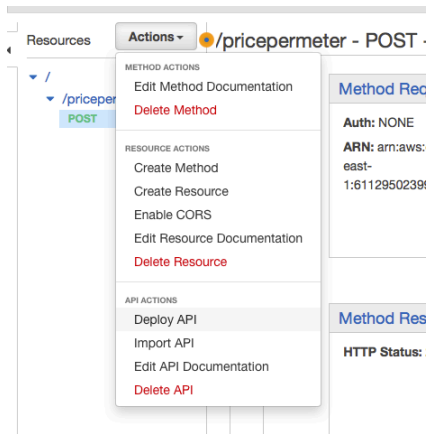 Resources
Actions
/pricepermeter - POST -
/
/priceper
POST
METHOD ACTIONS
Edit Method Documentation
Delete Method
RESOURCE ACTIONS
Create Method
Create Resource
Enable CORS
Edit Resource Documentation
Delete Resource
API ACTIONS
Deploy API
Import API
Edit API Documentation
Delete API
Method Req
Auth: NONE
ARN: arn:aws:
east-
1:61129502399
Method Res
HTTP Status: